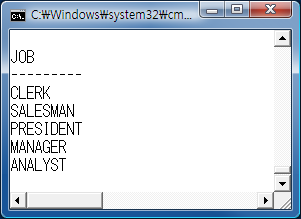 C:₩Windows₩system32₩cm...
JOB
---------
CLERK
SALESMAN
PRESIDENT
MANAGER
ANALYST